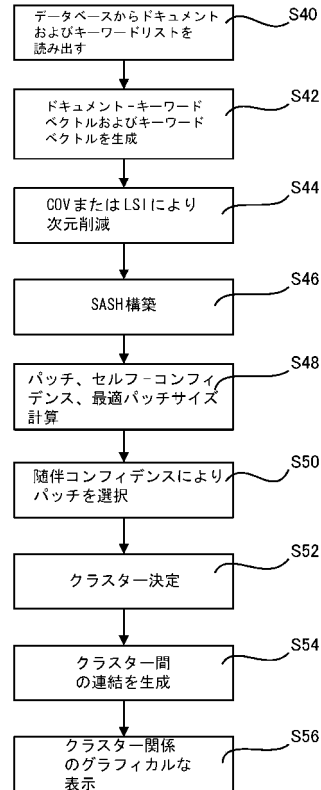 データベースからドキュメント
およびキーワードリストを
読み出す
S40
ドキュメント-キーワード
ベクトルおよびキーワード
ベクトルを生成
S42
COVまたはLSIにより
次元削減
S44
SASH構築
S46
パッチ、セルフ-コンフィ
デンス、最適パッチサイズ
計算
S48
随伴コンフィデンスにより
パッチを選択
S50
クラスター決定
S52
クラスター間
の連結を生成
S54
クラスター関係
のグラフィカルな
表示
S56